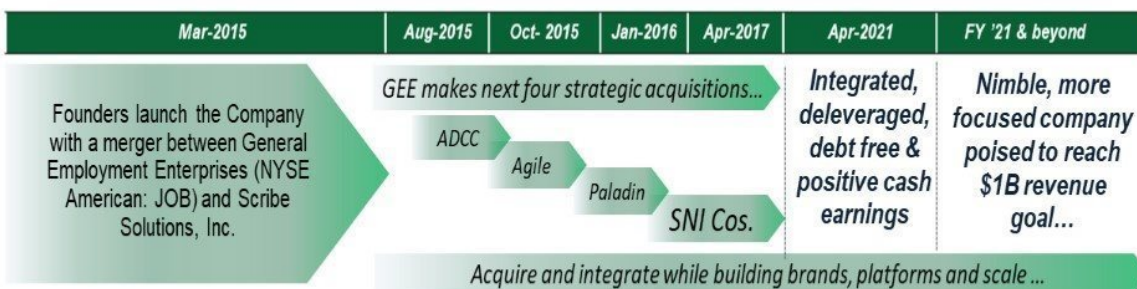 Mar-2015
Aug-2015
Oct- 2015
Jan-2016
Apr-2017
Apr-2021
FY '21 & beyond
Founders launch the Company
with a merger between General
Employment Enterprises (NYSE
American: JOB) and Scribe
Solutions, Inc.
GEE makes next four strategic acquisitions...
ADCC
Agile
Paladin
SNI Cos.
Integrated,
deleveraged,
debt free &
positive cash
earnings
Nimble, more
focused company
poised to reach
$1B revenue
goal...
Acquire and integrate while building brands, platforms and scale ...